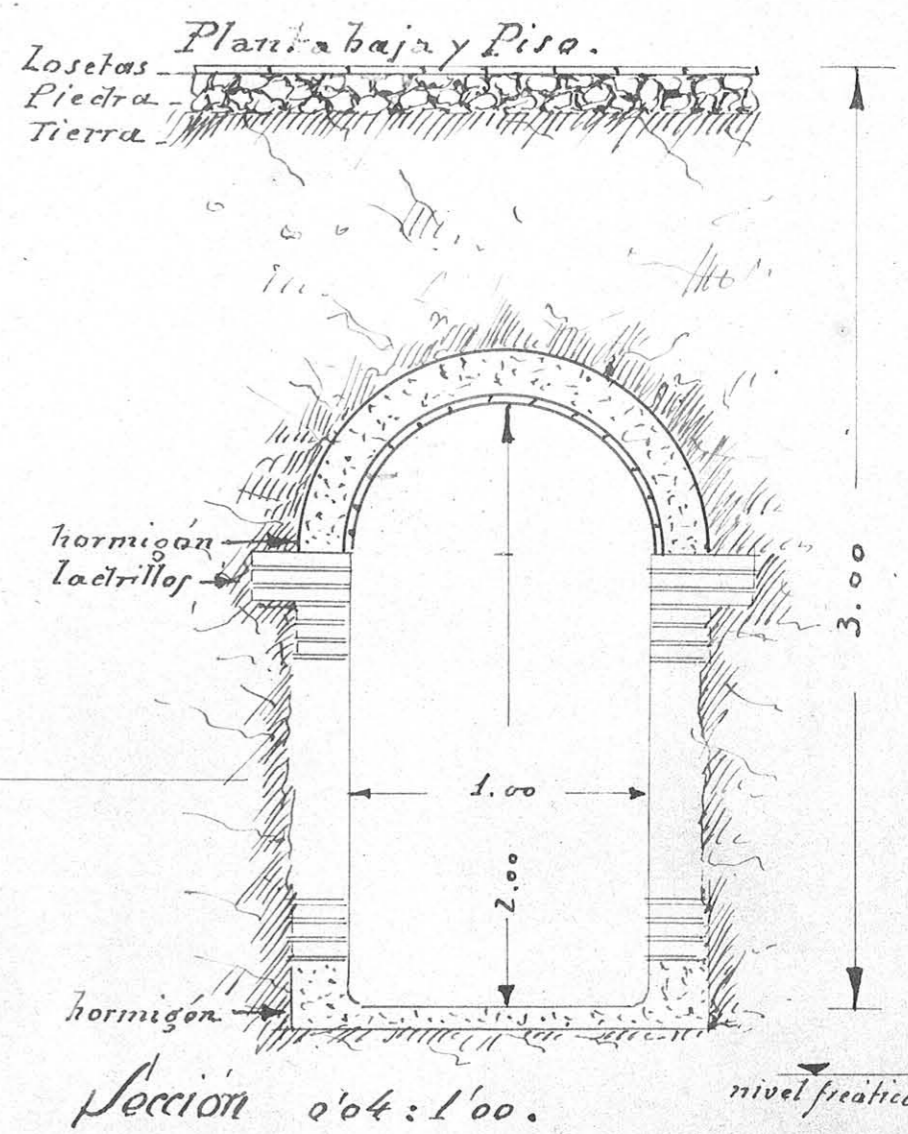 Planta baja y Piso.
Losetas
Piedra
Tierra
hormigón
ladrillos
3.00
1.00
2.00
hormigón
nivel freático
Sección 0'04 : 1'00.